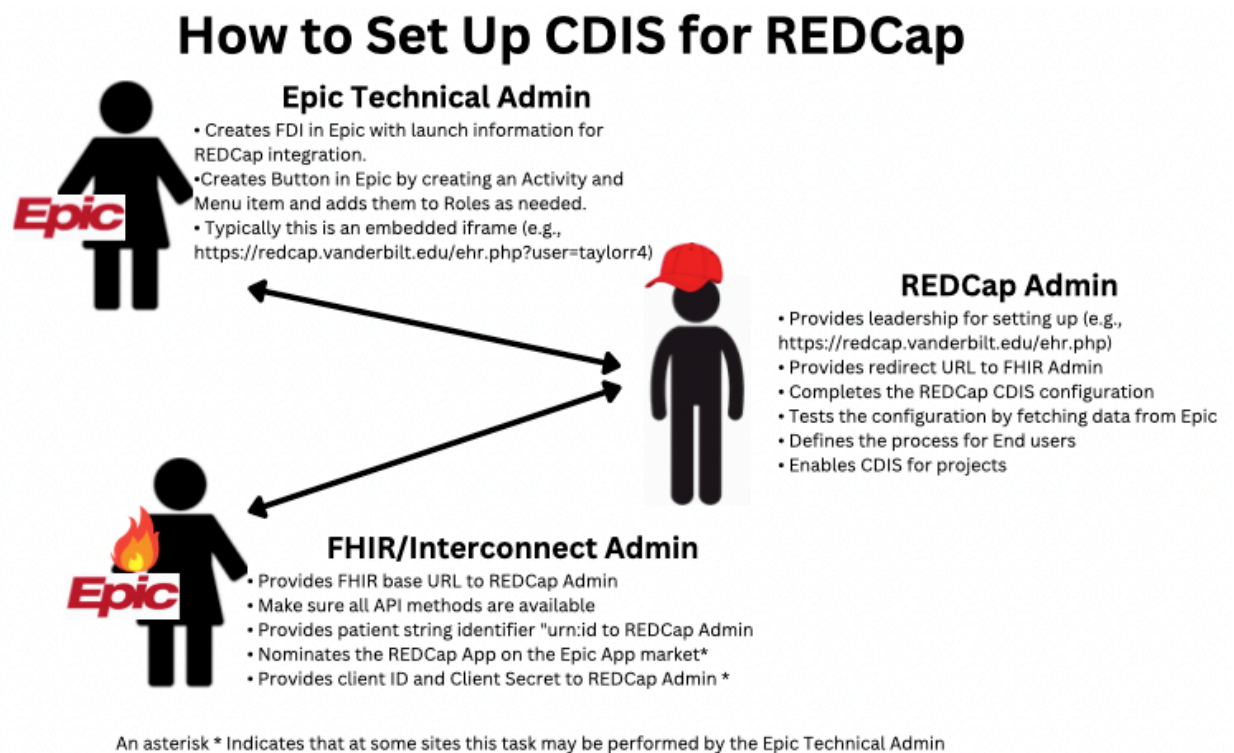 How to Set Up CDIS for REDCap
Epic Technical Admin
• Creates FDI in Epic with launch information for
REDCap integration.
•Creates Button in Epic by creating an Activity and
Menu item and adds them to Roles as needed.
• Typically this is an embedded iframe (e.g.,
https://redcap.vanderbilt.edu/ehr.php?user=taylorr4)
Epic
REDCap Admin
• Provides leadership for setting up (e.g.,
https://redcap.vanderbilt.edu/ehr.php)
• Provides redirect URL to FHIR Admin
• Completes the REDCap CDIS configuration
• Tests the configuration by fetching data from Epic
• Defines the process for End users
• Enables CDIS for projects
FHIR/Interconnect Admin
• Provides FHIR base URL to REDCap Admin
• Make sure all API methods are available
• Provides patient string identifier "urn:id to REDCap Admin
• Nominates the REDCap App on the Epic App market*
• Provides client ID and Client Secret to REDCap Admin *
Epic
An asterisk * Indicates that at some sites this task may be performed by the Epic Technical Admin